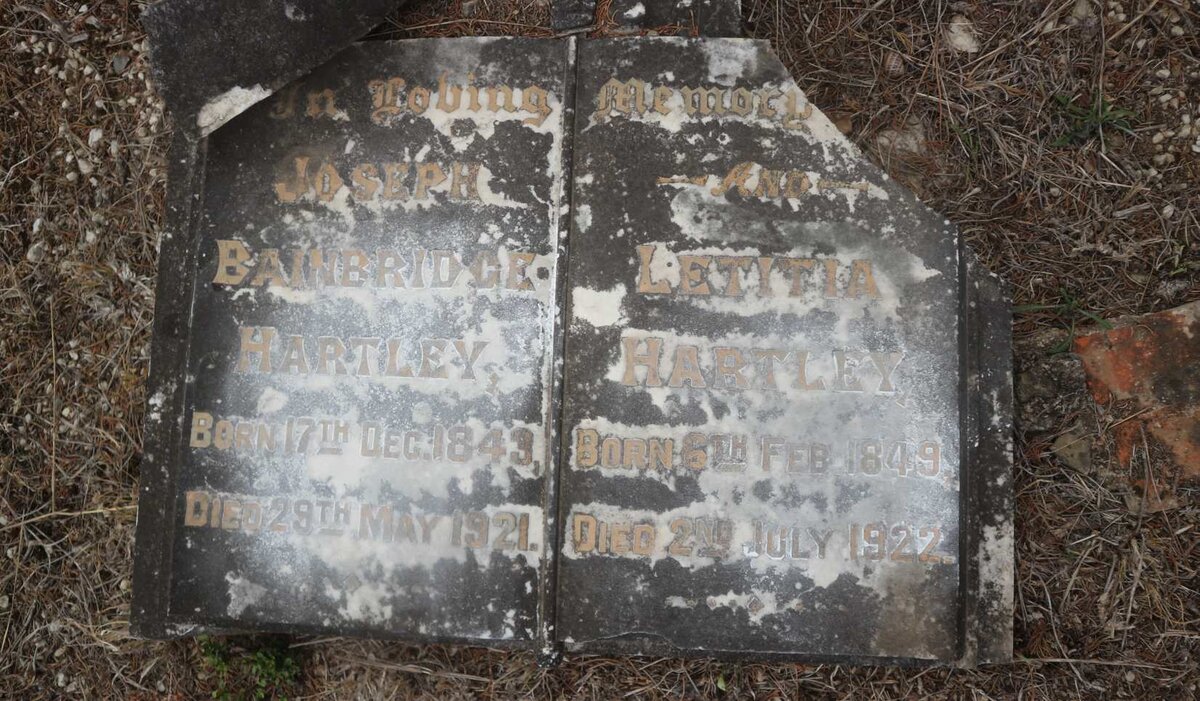 In Loving
Joseph
Bainbridge
Hartley,
Born 17th Dec. 1843,
Died 29th May 1921.
Memory
And
Letitia
Hartley
Born 6th Feb 1849
Died 2nd July 1922